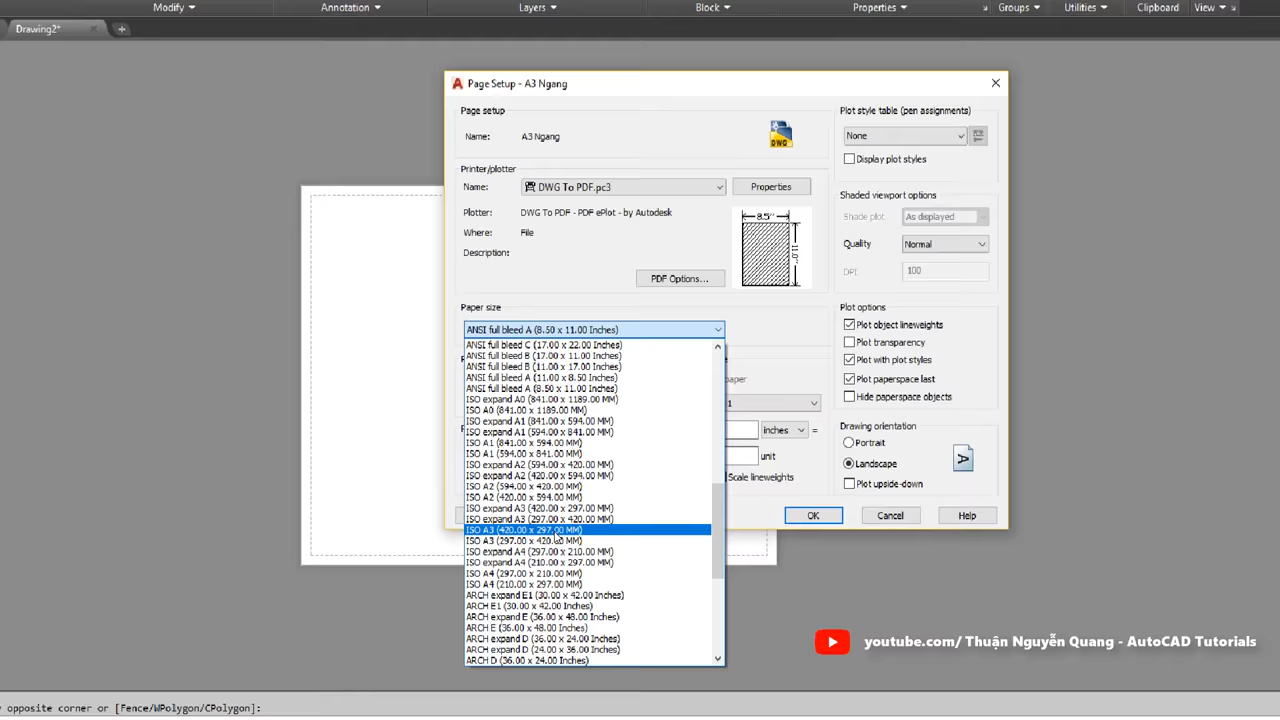 Modify
Annotation
Layers
Block
Properties
Groups
Utilities
Clipboard
View
Drawing2*
Page Setup - A3 Ngang
Page setup
Name: A3 Ngang
DWG
Printer/plotter
Name: DWG To PDF.pc3
Properties
Plotter: DWG To PDF - PDF ePlot - by Autodesk
Where: File
Description:
8.5''
11.0''
PDF Options...
Paper size
ANSI full bleed A (8.50 x 11.00 Inches)
ANSI full bleed C (17.00 x 22.00 Inches)
ANSI full bleed B (17.00 x 11.00 Inches)
ANSI full bleed B (11.00 x 17.00 Inches)
ANSI full bleed A (11.00 x 8.50 Inches)
ANSI full bleed A (8.50 x 11.00 Inches)
ISO expand A0 (841.00 x 1189.00 MM)
ISO A0 (841.00 x 1189.00 MM)
ISO expand A1 (841.00 x 594.00 MM)
ISO expand A1 (594.00 x 841.00 MM)
ISO A1 (841.00 x 594.00 MM)
ISO A1 (594.00 x 841.00 MM)
ISO expand A2 (594.00 x 420.00 MM)
ISO expand A2 (420.00 x 594.00 MM)
ISO A2 (594.00 x 420.00 MM)
ISO A2 (420.00 x 594.00 MM)
ISO expand A3 (420.00 x 297.00 MM)
ISO expand A3 (297.00 x 420.00 MM)
ISO A3 (420.00 x 297.00 MM)
ISO A3 (297.00 x 420.00 MM)
ISO expand A4 (297.00 x 210.00 MM)
ISO expand A4 (210.00 x 297.00 MM)
ISO A4 (297.00 x 210.00 MM)
ISO A4 (210.00 x 297.00 MM)
ARCH expand E1 (30.00 x 42.00 Inches)
ARCH E1 (30.00 x 42.00 Inches)
ARCH expand E (36.00 x 48.00 Inches)
ARCH E (36.00 x 48.00 Inches)
ARCH expand D (36.00 x 24.00 Inches)
ARCH expand D (24.00 x 36.00 Inches)
ARCH D (36.00 x 24.00 Inches)
paper
1
inches =
unit
Scale lineweights
Plot style table (pen assignments)
None
Display plot styles
Shaded viewport options
Shade plot As displayed
Quality Normal
DPI 100
Plot options
Plot object lineweights
Plot transparency
Plot with plot styles
Plot paperspace last
Hide paperspace objects
Drawing orientation
Portrait
Landscape
A
Plot upside-down
OK
Cancel
Help
youtube.com/ Thuận Nguyễn Quang - AutoCAD Tutorials
opposite corner or [Fence/WPolygon/CPolygon]: